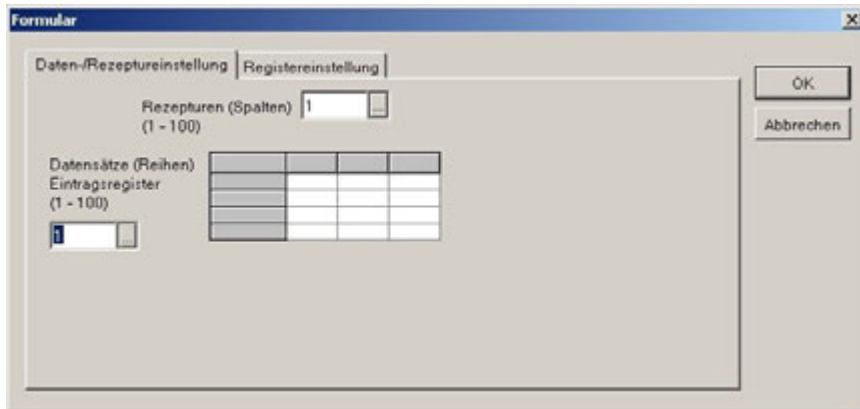 Formular
Daten-/Rezeptureinstellung
Registereinstellung
Rezepturen (Spalten) 1 ...
(1 - 100)
Datensätze (Reihen)
Eintragsregister
(1 - 100)
1 ...
OK
Abbrechen